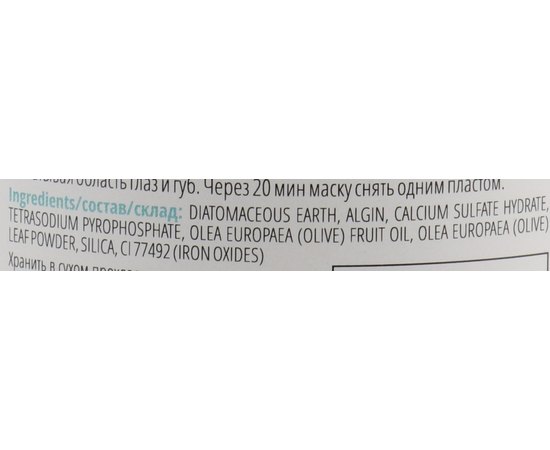 область глаз и губ. Через 20 мин маску снять одним пластом.
Ingredients/состав/склад: DIATOMACEOUS EARTH, ALGIN, CALCIUM SULFATE HYDRATE,
TETRASODIUM PYROPHOSPHATE, OLEA EUROPAEA (OLIVE) FRUIT OIL, OLEA EUROPAEA (OLIVE)
LEAF POWDER, SILICA, CI 77492 (IRON OXIDES)
Хранить в сухом